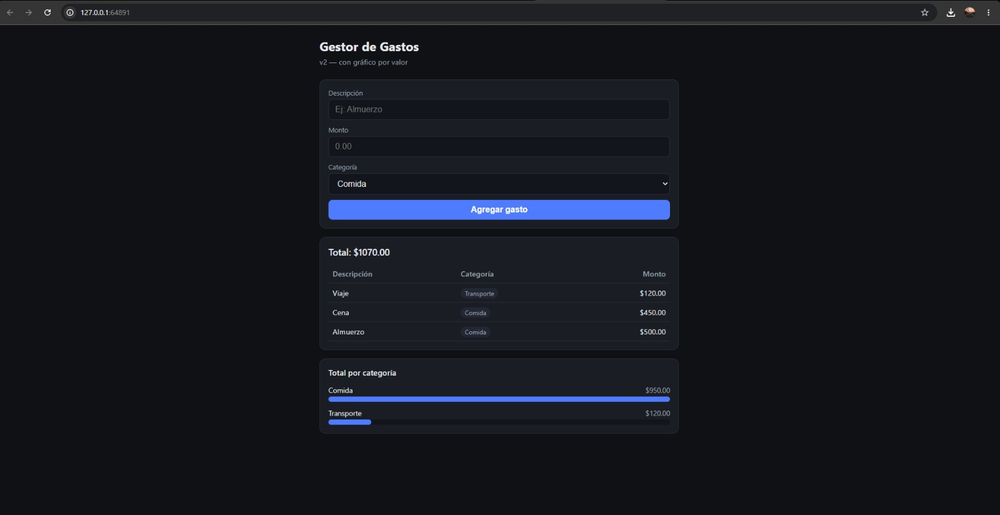 127.0.0.1:64891
Gestor de Gastos
v2 — con gráfico por valor
Descripción
Ej: Almuerzo
Monto
0.00
Categoría
Comida
Agregar gasto
Total: $1070.00
Descripción Categoría Monto
Viaje Transporte $120.00
Cena Comida $450.00
Almuerzo Comida $500.00
Total por categoría
Comida $950.00
Transporte $120.00